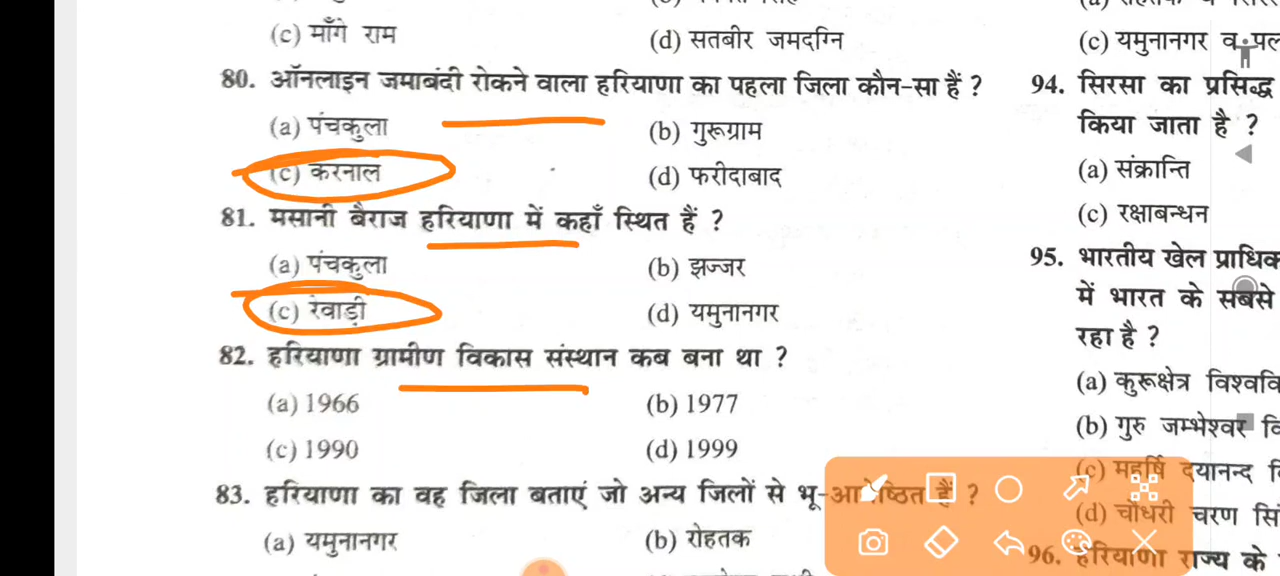 (c) माँगे राम
(d) सतबीर जमदग्नि
80. ऑनलाइन जमाबंदी रोकने वाला हरियाणा का पहला जिला कौन-सा हैं ?
(a) पंचकुला
(b) गुरूग्राम
(c) करनाल
(d) फरीदाबाद
81. मसानी बैराज हरियाणा में कहाँ स्थित हैं ?
(a) पंचकुला
(b) झज्जर
(c) रेवाड़ी
(d) यमुनानगर
82. हरियाणा ग्रामीण विकास संस्थान कब बना था ?
(a) 1966
(b) 1977
(c) 1990
(d) 1999
83. हरियाणा का वह जिला बताएं जो अन्य जिलों से हैं ?
(a) यमुनानगर
(b) रोहतक
(c) यमुनानगर व
94. सिरसा का प्रसिद्ध
किया जाता है ?
(a) संक्रान्ति
(c) रक्षाबन्धन
95. भारतीय खेल
में भारत के सबसे
रहा है ?
(a) कुरूक्षेत्र
(b) गुरु जम्भेश्वर
(c) महर्षि दयानन्द
(d) चौधरी चरण
96. हरियाणा राज्य के